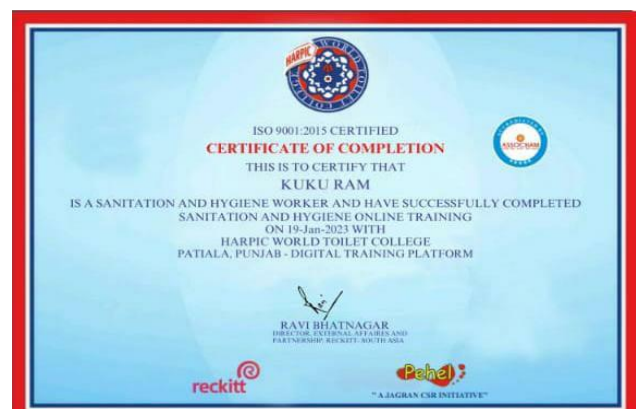 HARPIC WORLD TOILET COLLEGE
ISO 9001:2015 CERTIFIED
CERTIFICATE OF COMPLETION
ASSOCHAM
THIS IS TO CERTIFY THAT
KUKU RAM
IS A SANITATION AND HYGIENE WORKER AND HAVE SUCCESSFULLY COMPLETED
SANITATION AND HYGIENE ONLINE TRAINING
ON 19-Jan-2023 WITH
HARPIC WORLD TOILET COLLEGE
PATIALA, PUNJAB - DIGITAL TRAINING PLATFORM
RAVI BHATNAGAR
DIRECTOR, EXTERNAL AFFAIRES AND
PARTNERSHIP, RECKITT- SOUTH ASIA
reckitt
Pehel
" A JAGRAN CSR INITIATIVE"